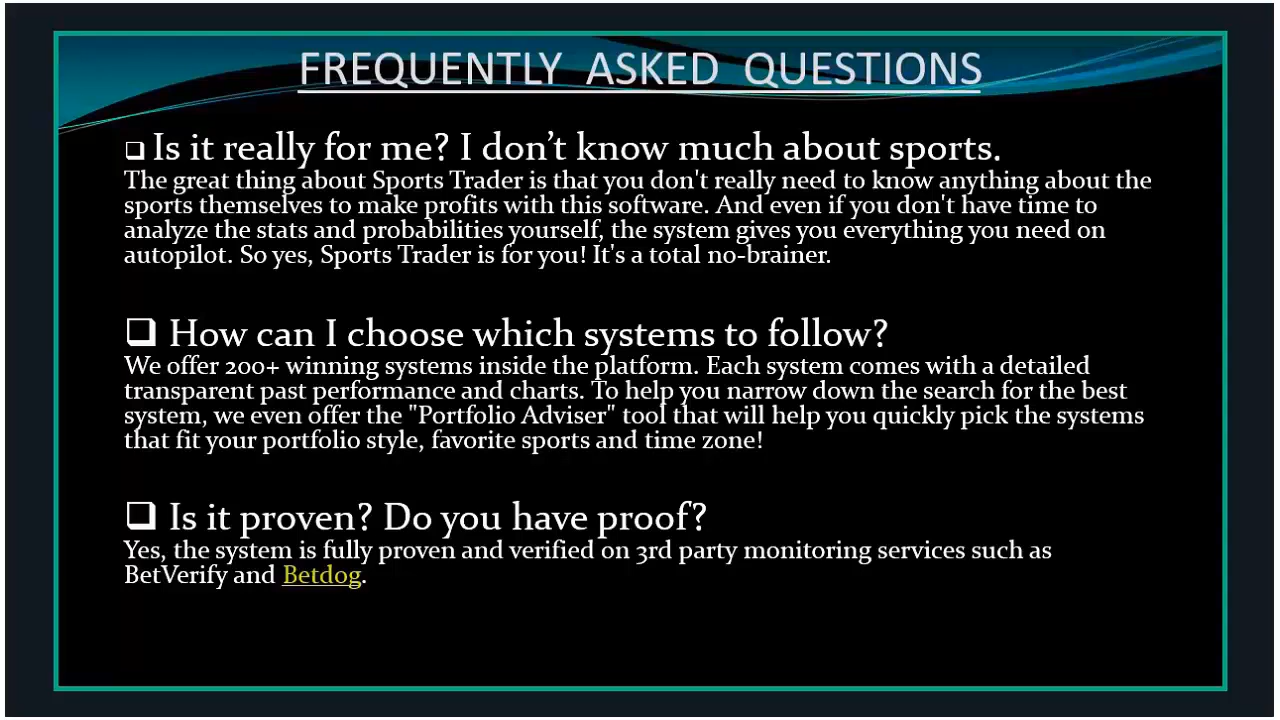 FREQUENTLY ASKED QUESTIONS
Is it really for me? I don’t know much about sports.
The great thing about Sports Trader is that you don't really need to know anything about the
sports themselves to make profits with this software. And even if you don't have time to
analyze the stats and probabilities yourself, the system gives you everything you need on
autopilot. So yes, Sports Trader is for you! It's a total no-brainer.
How can I choose which systems to follow?
We offer 200+ winning systems inside the platform. Each system comes with a detailed
transparent past performance and charts. To help you narrow down the search for the best
system, we even offer the "Portfolio Adviser" tool that will help you quickly pick the systems
that fit your portfolio style, favorite sports and time zone!
Is it proven? Do you have proof?
Yes, the system is fully proven and verified on 3rd party monitoring services such as
BetVerify and Betdog.